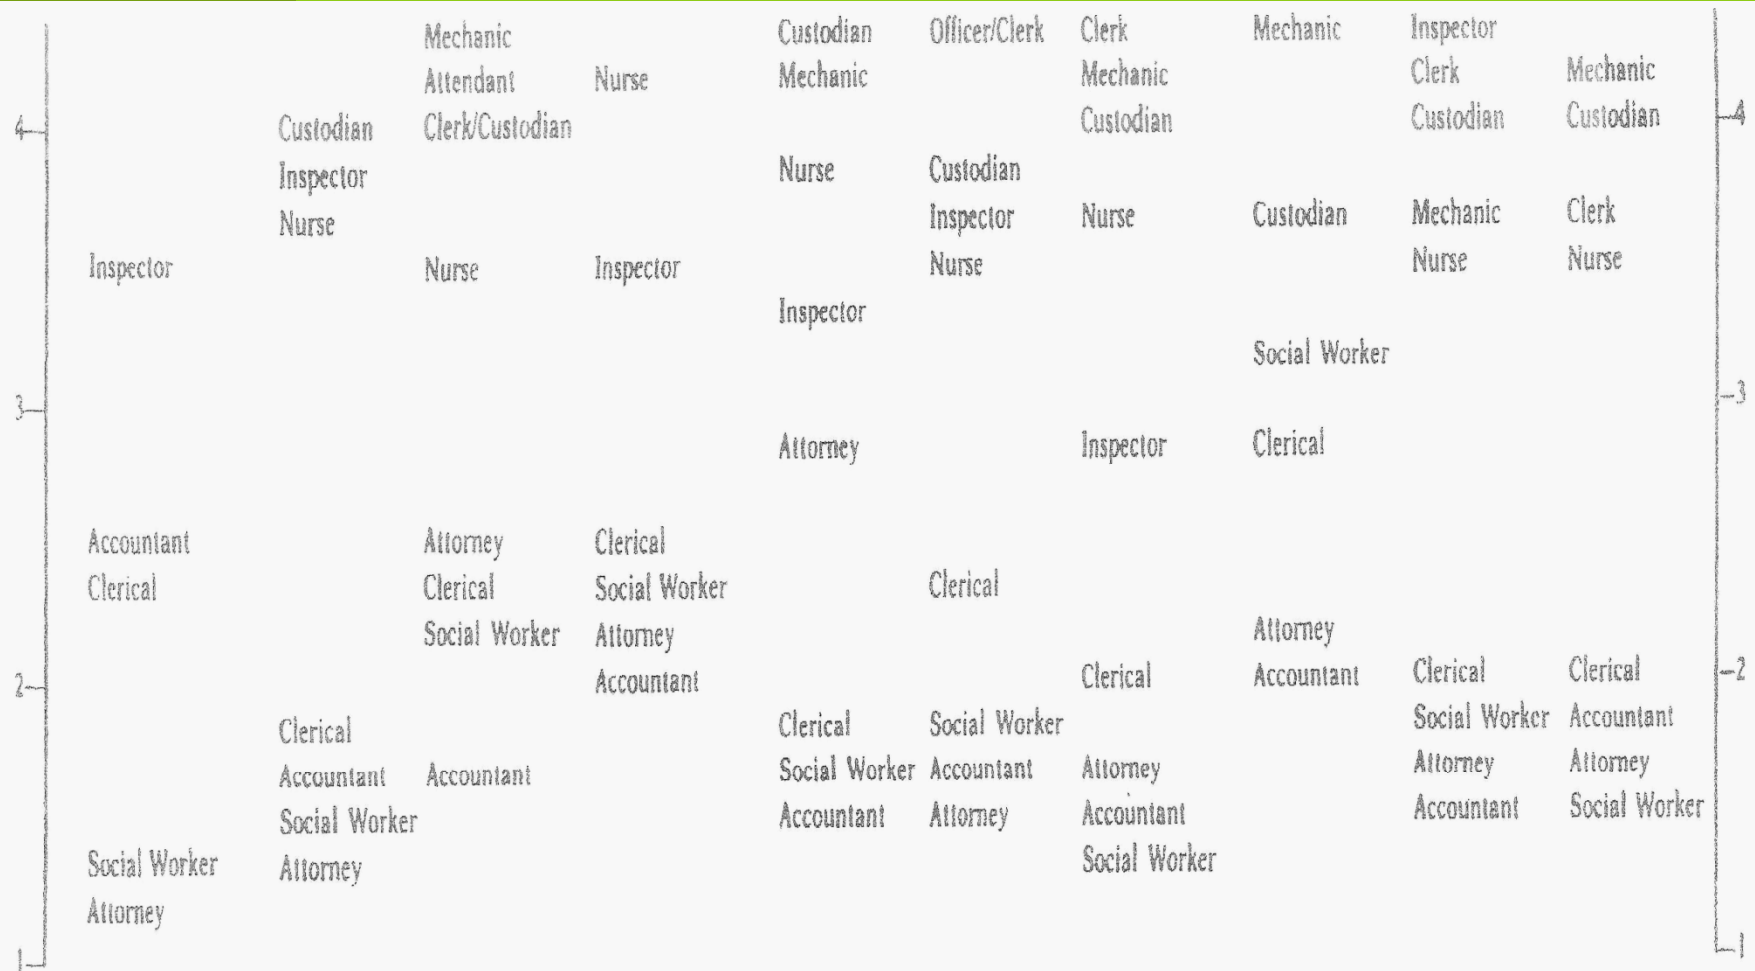 Custodian Officer/Clerk Clerk Mechanic Inspector
Mechanic
Attendant Nurse Mechanic Mechanic Clerk Mechanic
4 Custodian Clerk/Custodian Custodian Custodian Custodian 4
Inspector Nurse Custodian
Nurse Inspector Nurse Custodian Mechanic Clerk
Inspector Nurse Inspector Nurse Nurse Nurse
Inspector
Social Worker
3 3
Attorney Inspector Clerical
Accountant Attorney Clerical
Clerical Clerical Social Worker Clerical
Social Worker Attorney Attorney
2 Accountant Clerical Accountant Clerical Clerical 2
Clerical Clerical Social Worker Social Worker Accountant
Accountant Accountant Social Worker Accountant Attorney Attorney Attorney
Social Worker Accountant Attorney Accountant Accountant Social Worker
Social Worker Attorney Social Worker
Attorney
1 1